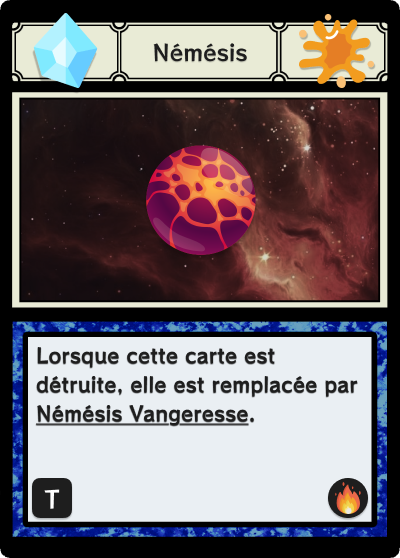 Némésis
Lorsque cette carte est
détruite, elle est remplacée par
Némésis Vangeresse.
T